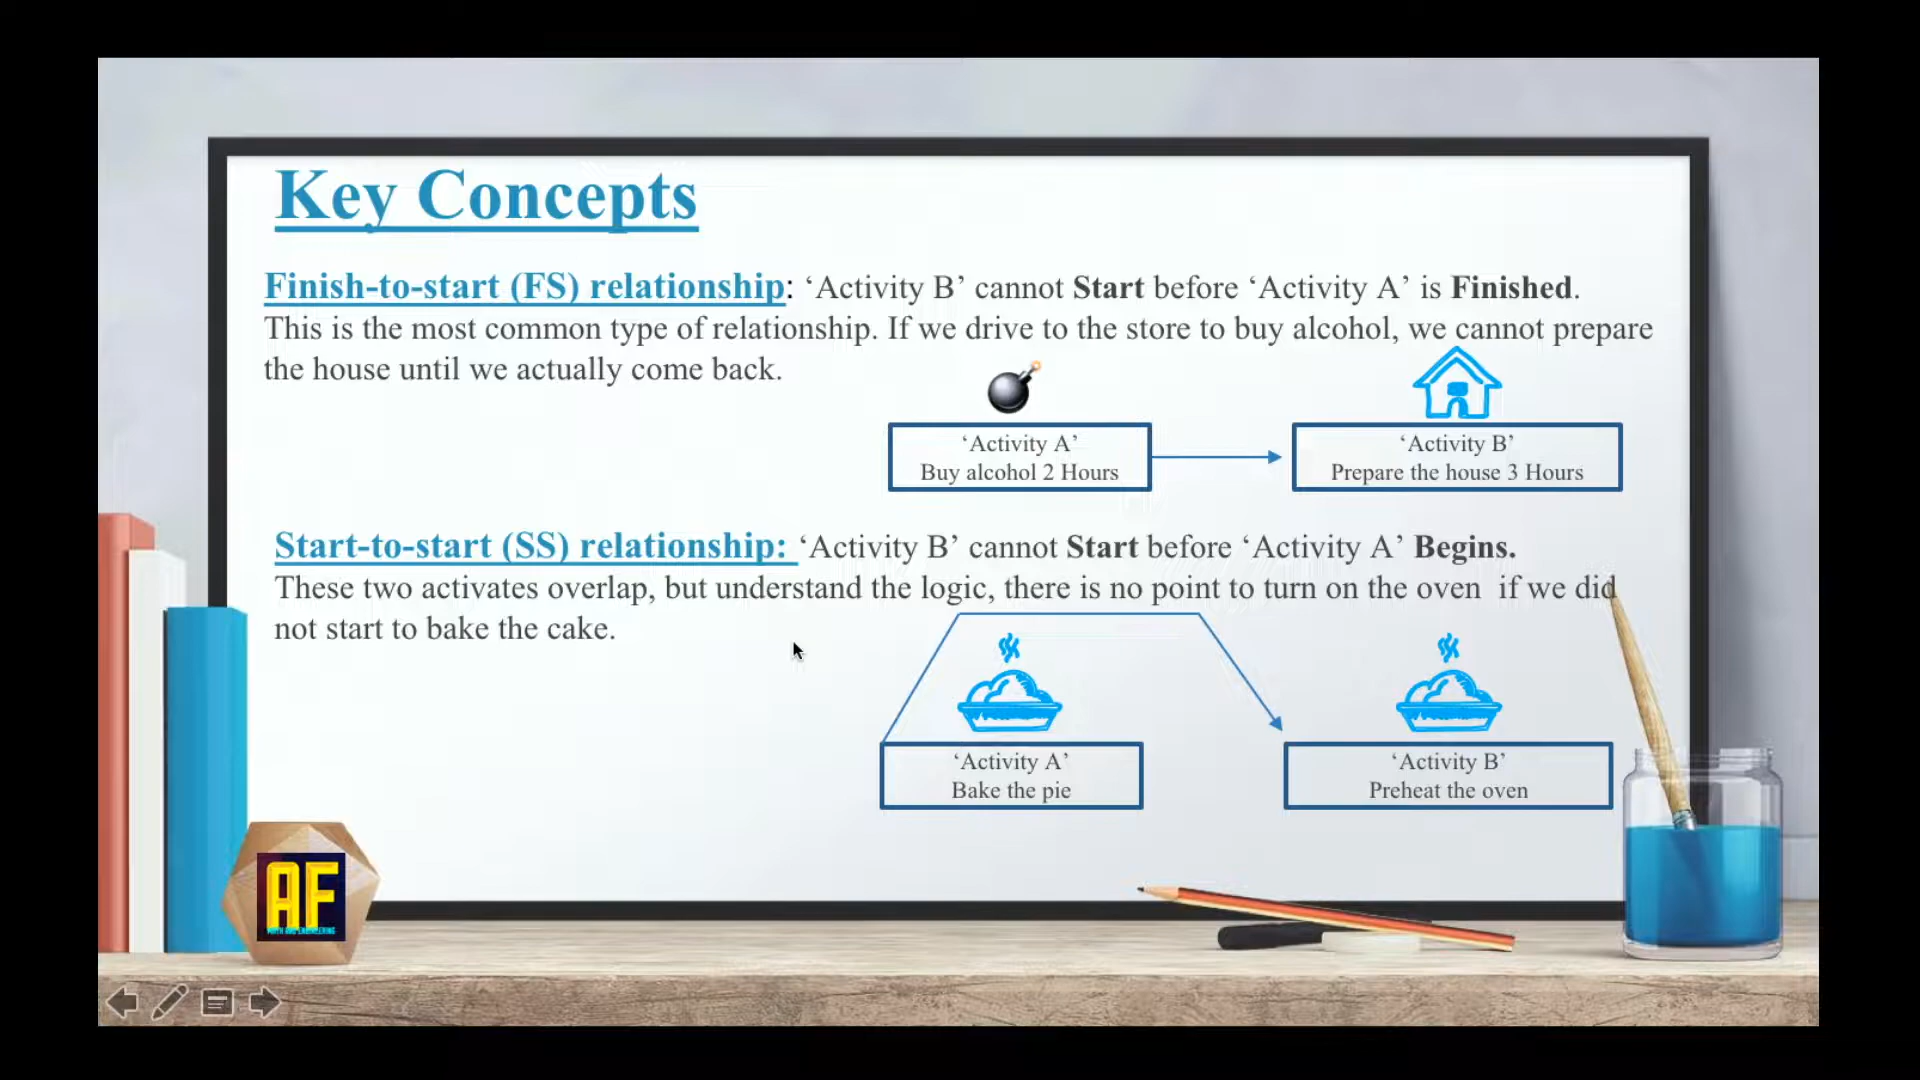 Key Concepts
Finish-to-start (FS) relationship: ‘Activity B’ cannot Start before ‘Activity A’ is Finished.
This is the most common type of relationship. If we drive to the store to buy alcohol, we cannot prepare
the house until we actually come back.
‘Activity A’
Buy alcohol 2 Hours
‘Activity B’
Prepare the house 3 Hours
Start-to-start (SS) relationship: ‘Activity B’ cannot Start before ‘Activity A’ Begins.
These two activates overlap, but understand the logic, there is no point to turn on the oven if we did
not start to bake the cake.
‘Activity A’
Bake the pie
‘Activity B’
Preheat the oven
AF